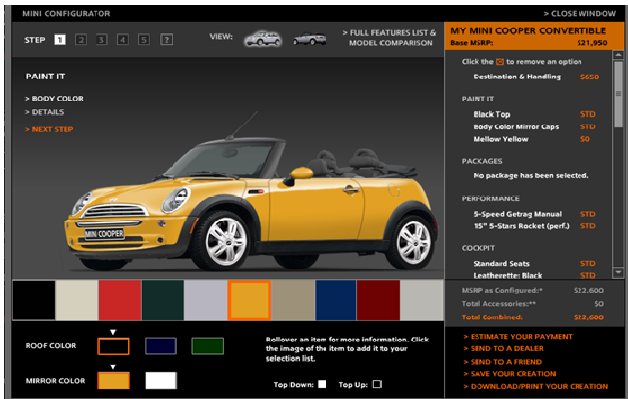 MINI CONFIGURATOR
> CLOSE WINDOW
STEP 1 2 3 4 5 ?
VIEW:
> FULL FEATURES LIST &
MODEL COMPARISON
MY MINI COOPER CONVERTIBLE
Base MSRP: $21,950
Click the to remove an option
Destination & Handling $650
PAINT IT
> BODY COLOR
> DETAILS
> NEXT STEP
MINI COOPER
PAINT IT
Black Top STD
Body Color Mirror Caps STD
Mellow Yellow $0
PACKAGES
No package has been selected.
PERFORMANCE
5-Speed Getrag Manual STD
15" 5-Stars Rocket (perf.) STD
COCKPIT
Standard Seats STD
Leatherette: Black STD
MSRP as Configured:* $12,600
Total Accessories:** $0
Total Combined: $12,600
ROOF COLOR
MIRROR COLOR
Rollover an item for more information. Click
the image of the item to add it to your
selection list.
Top Down: Top Up:
> ESTIMATE YOUR PAYMENT
> SEND TO A DEALER
> SEND TO A FRIEND
> SAVE YOUR CREATION
> DOWNLOAD/PRINT YOUR CREATION